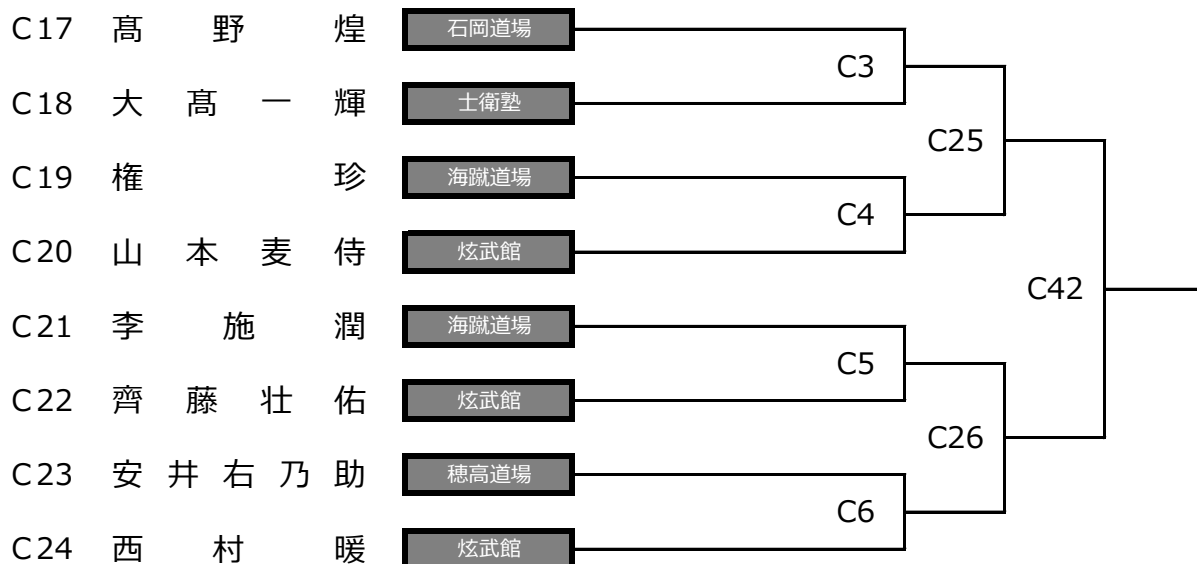 C17 髙野煌 石岡道場
C3
C18 大髙一輝 士衛塾
C25
C19 権珍 海蹴道場
C4
C20 山本麦侍 炫武館
C42
C21 李施潤 海蹴道場
C5
C22 齊藤壮佑 炫武館
C26
C23 安井右乃助 穂高道場
C6
C24 西村暖 炫武館